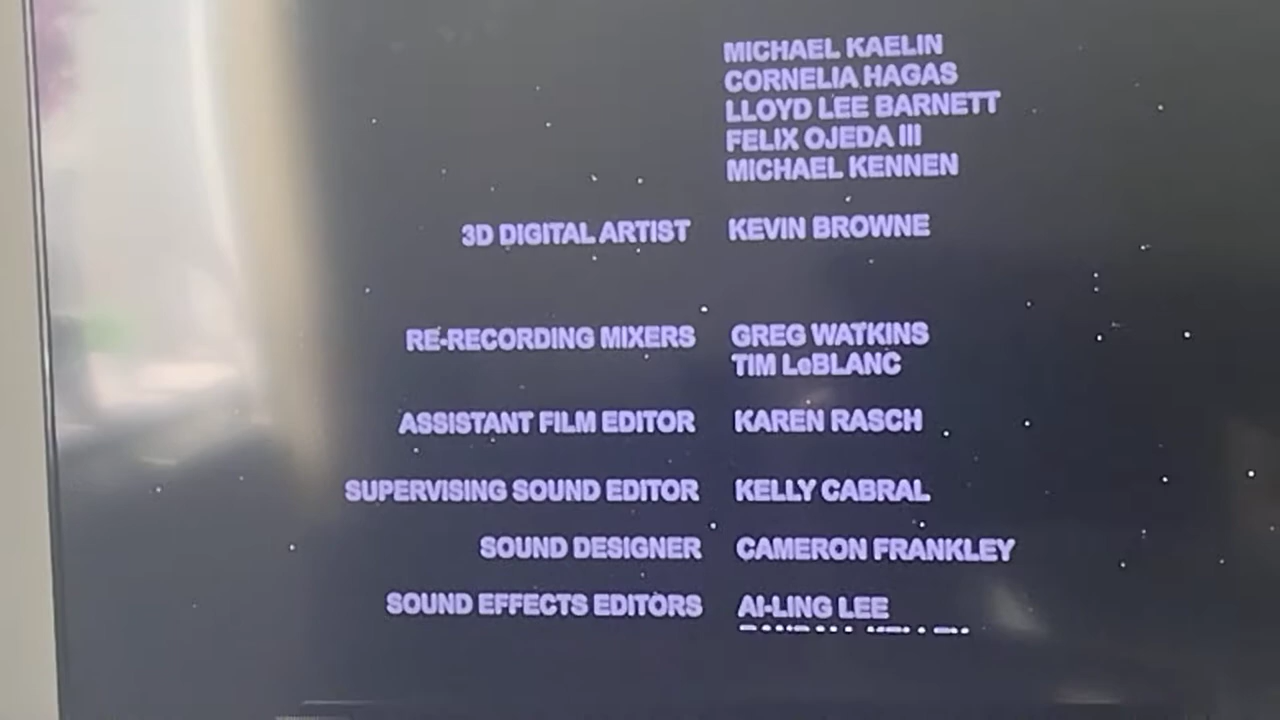 MICHAEL KAELIN
CORNELIA HAGAS
LLOYD LEE BARNETT
FELIX OJEDA III
MICHAEL KENNEN
3D DIGITAL ARTIST KEVIN BROWNE
RE-RECORDING MIXERS GREG WATKINS
TIM LeBLANC
ASSISTANT FILM EDITOR KAREN RASCH
SUPERVISING SOUND EDITOR KELLY CABRAL
SOUND DESIGNER CAMERON FRANKLEY
SOUND EFFECTS EDITORS AI-LING LEE